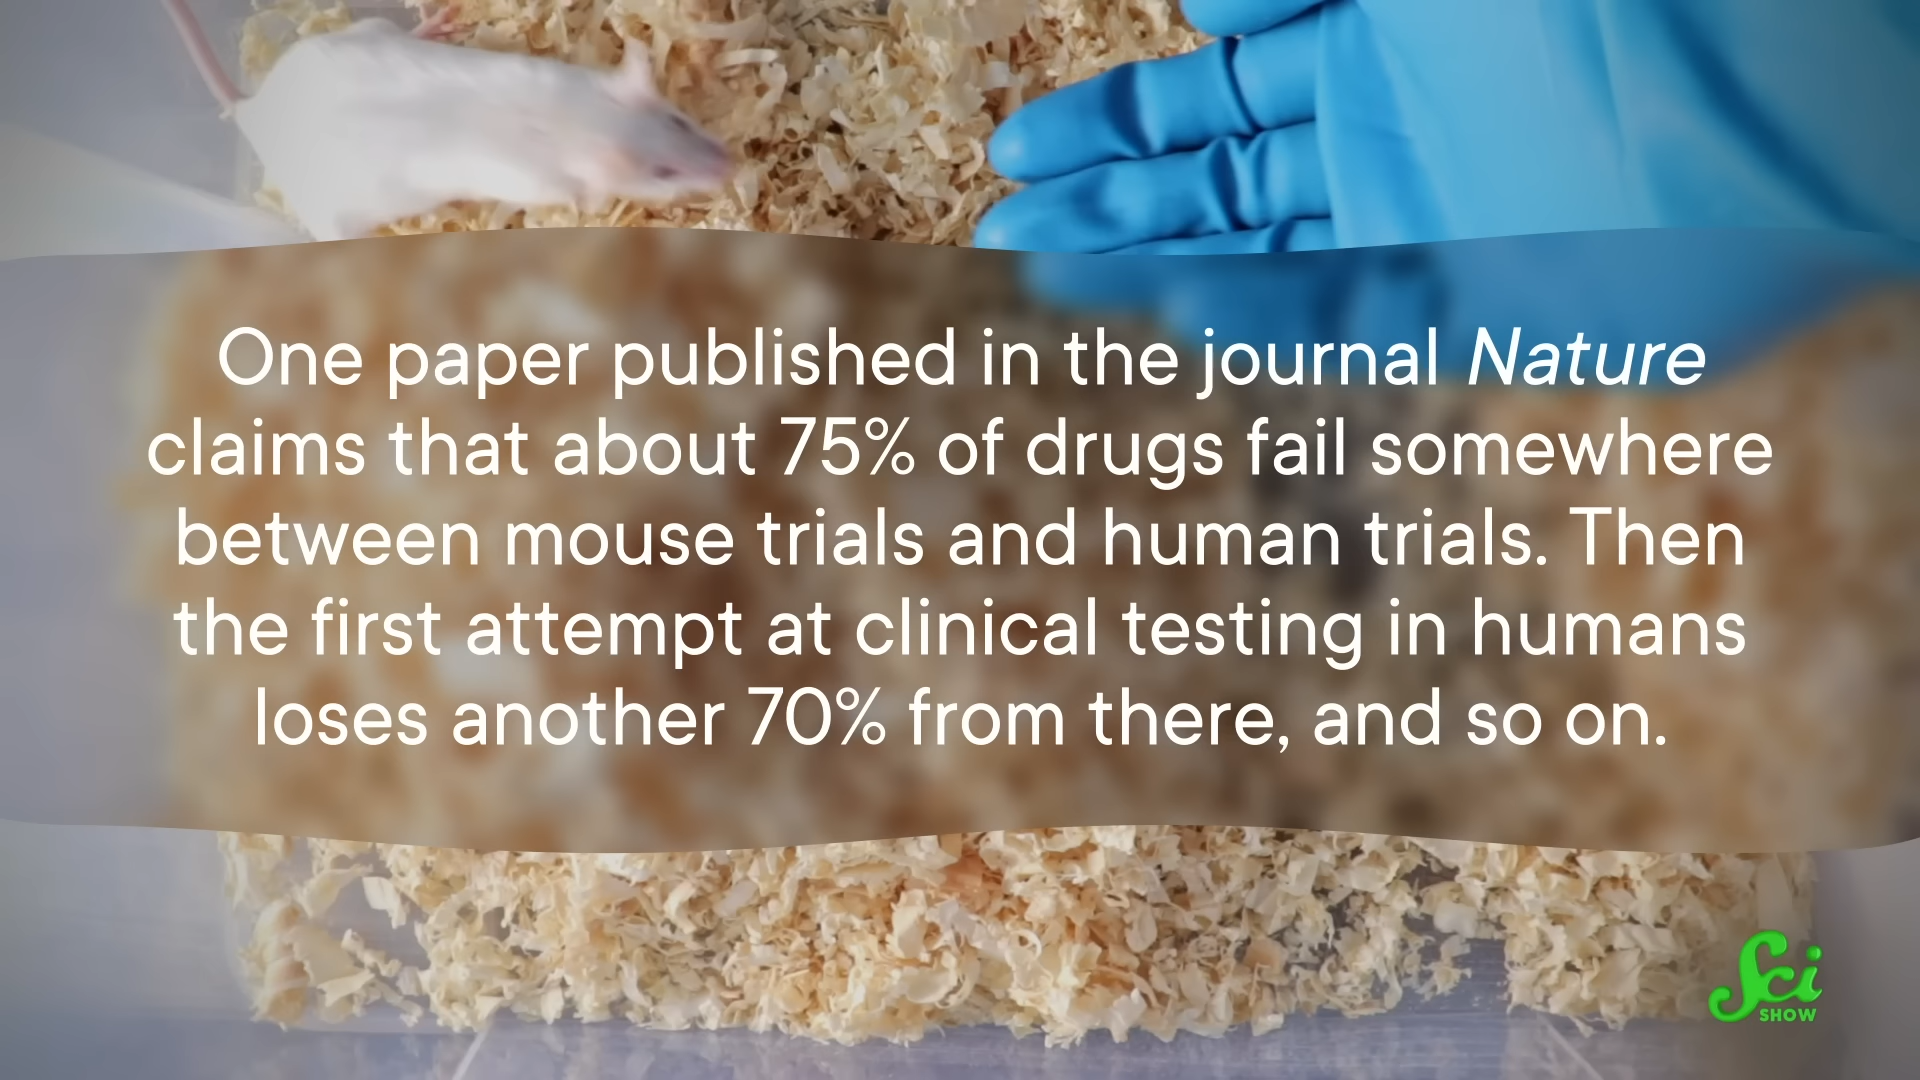 One paper published in the journal Nature
claims that about 75% of drugs fail somewhere
between mouse trials and human trials. Then
the first attempt at clinical testing in humans
loses another 70% from there, and so on.
Sci
SHOW